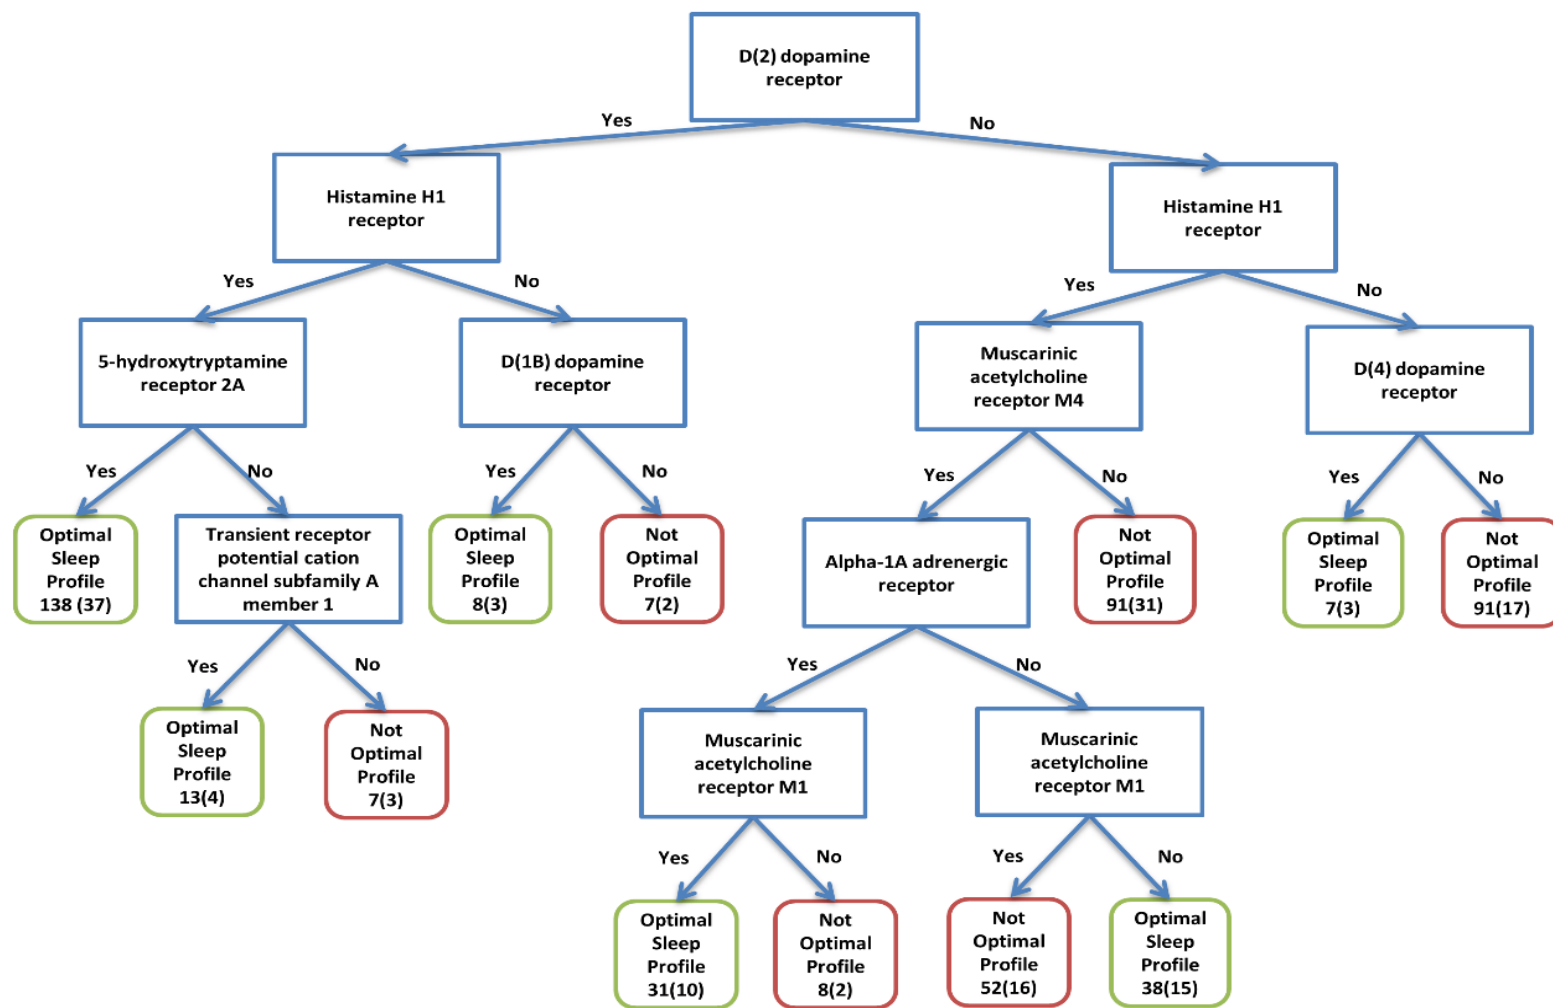 D(2) dopamine
receptor
Yes
No
Histamine H1
receptor
Histamine H1
receptor
Yes
No
Yes
No
5-hydroxytryptamine
receptor 2A
D(1B) dopamine
receptor
Muscarinic
acetylcholine
receptor M4
D(4) dopamine
receptor
Yes
No
Yes
No
Yes
No
Yes
No
Optimal
Sleep
Profile
138 (37)
Transient receptor
potential cation
channel subfamily A
member 1
Optimal
Sleep
Profile
8(3)
Not
Optimal
Profile
7(2)
Alpha-1A adrenergic
receptor
Not
Optimal
Profile
91(31)
Optimal
Sleep
Profile
7(3)
Not
Optimal
Profile
91(17)
Yes
No
Yes
No
Optimal
Sleep
Profile
13(4)
Not
Optimal
Profile
7(3)
Muscarinic
acetylcholine
receptor M1
Muscarinic
acetylcholine
receptor M1
Yes
No
Yes
No
Optimal
Sleep
Profile
31(10)
Not
Optimal
Profile
8(2)
Not
Optimal
Profile
52(16)
Optimal
Sleep
Profile
38(15)